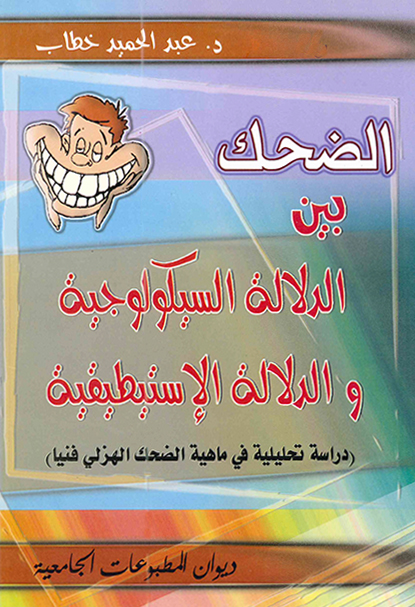 د. عبد الحميد خطاب
الضحك
بين
الدلالة السيكولوجية
و الدلالة الإستيطيقية
(دراسة تحليلية في ماهية الضحك الهزلي فنيا)
ديوان المطبوعات الجامعية